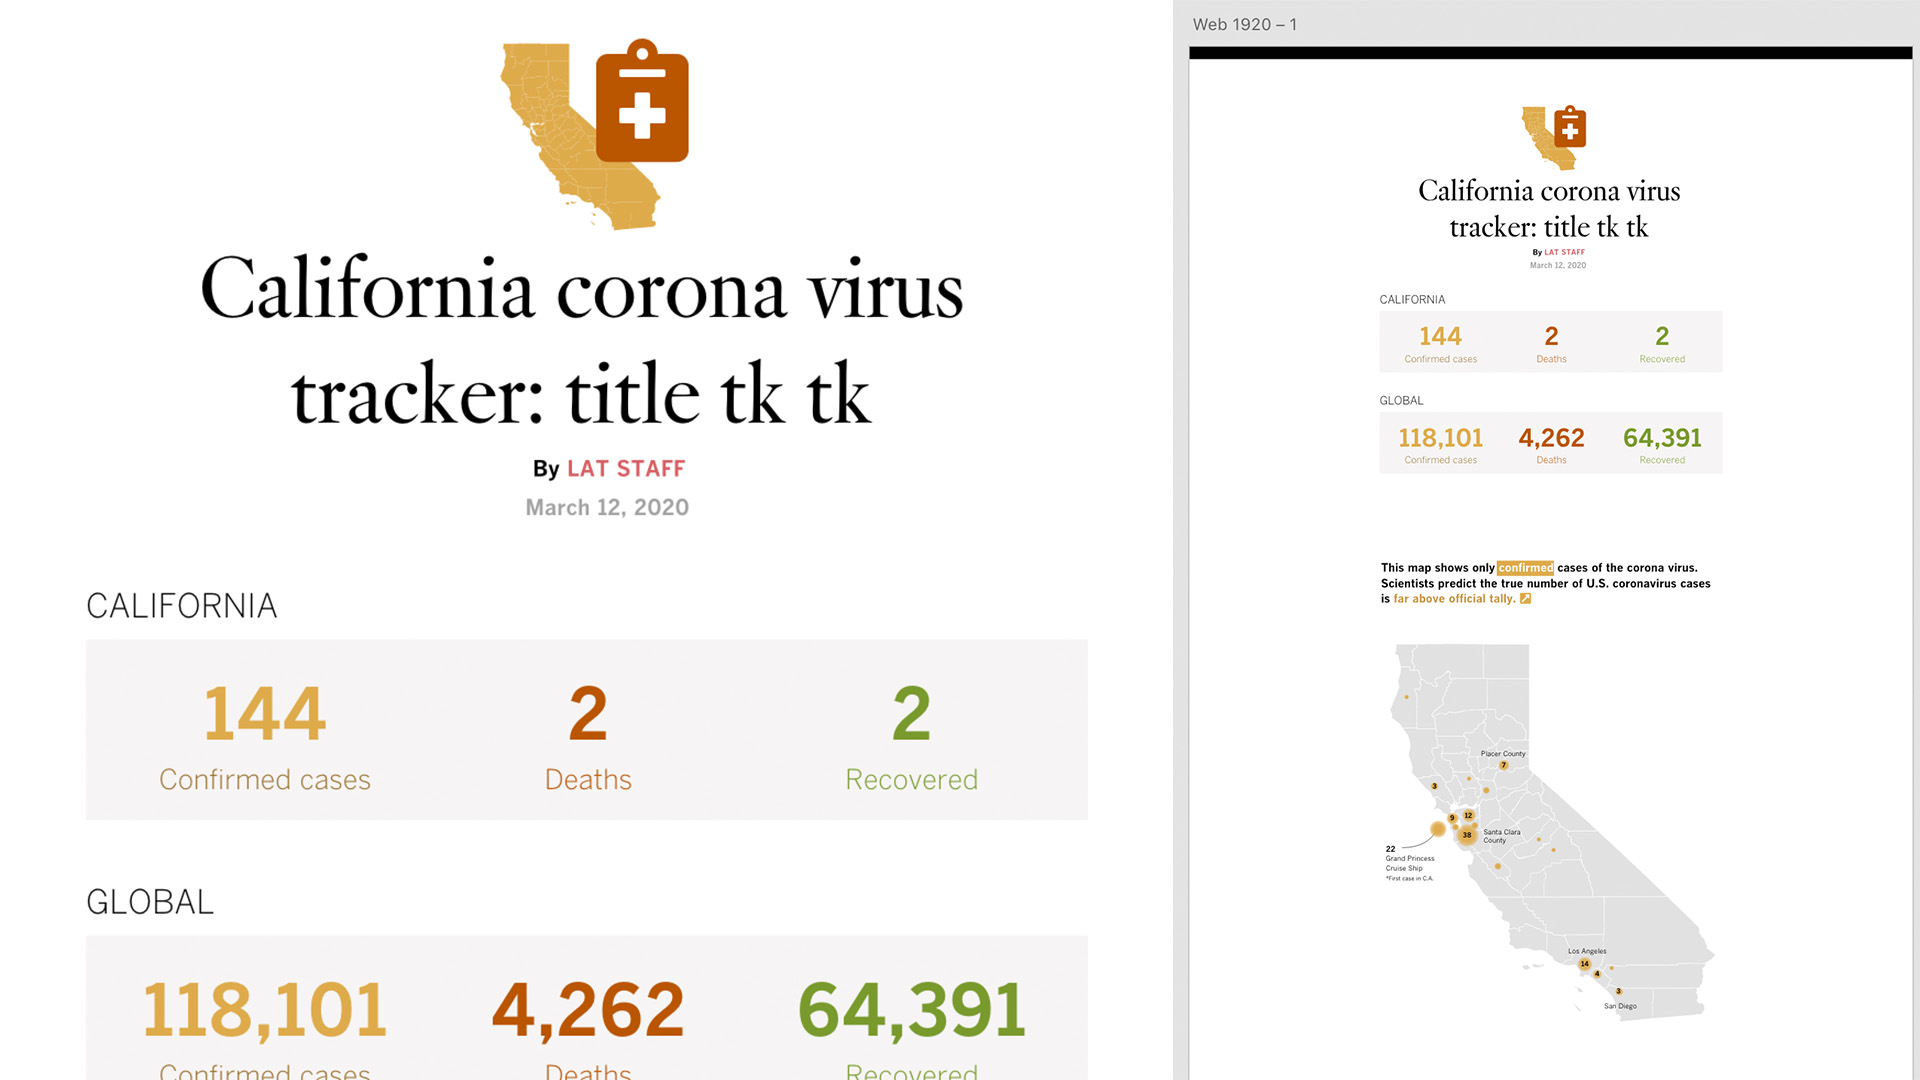 California corona virus
tracker: title tk tk
By LAT STAFF
March 12, 2020
CALIFORNIA
144 2 2
Confirmed cases Deaths Recovered
GLOBAL
118,101 4,262 64,391
Confirmed cases Deaths Recovered
Web 1920 – 1
California corona virus
tracker: title tk tk
By LAT STAFF
March 12, 2020
CALIFORNIA
144 2 2
Confirmed cases Deaths Recovered
GLOBAL
118,101 4,262 64,391
Confirmed cases Deaths Recovered
This map shows only confirmed cases of the corona virus.
Scientists predict the true number of U.S. coronavirus cases
is far above official tally.
Placer County
7
3
9 12
38
Santa Clara
County
22
Grand Princess
Cruise Ship
*First case in C.A.
Los Angeles
14
4
3
San Diego